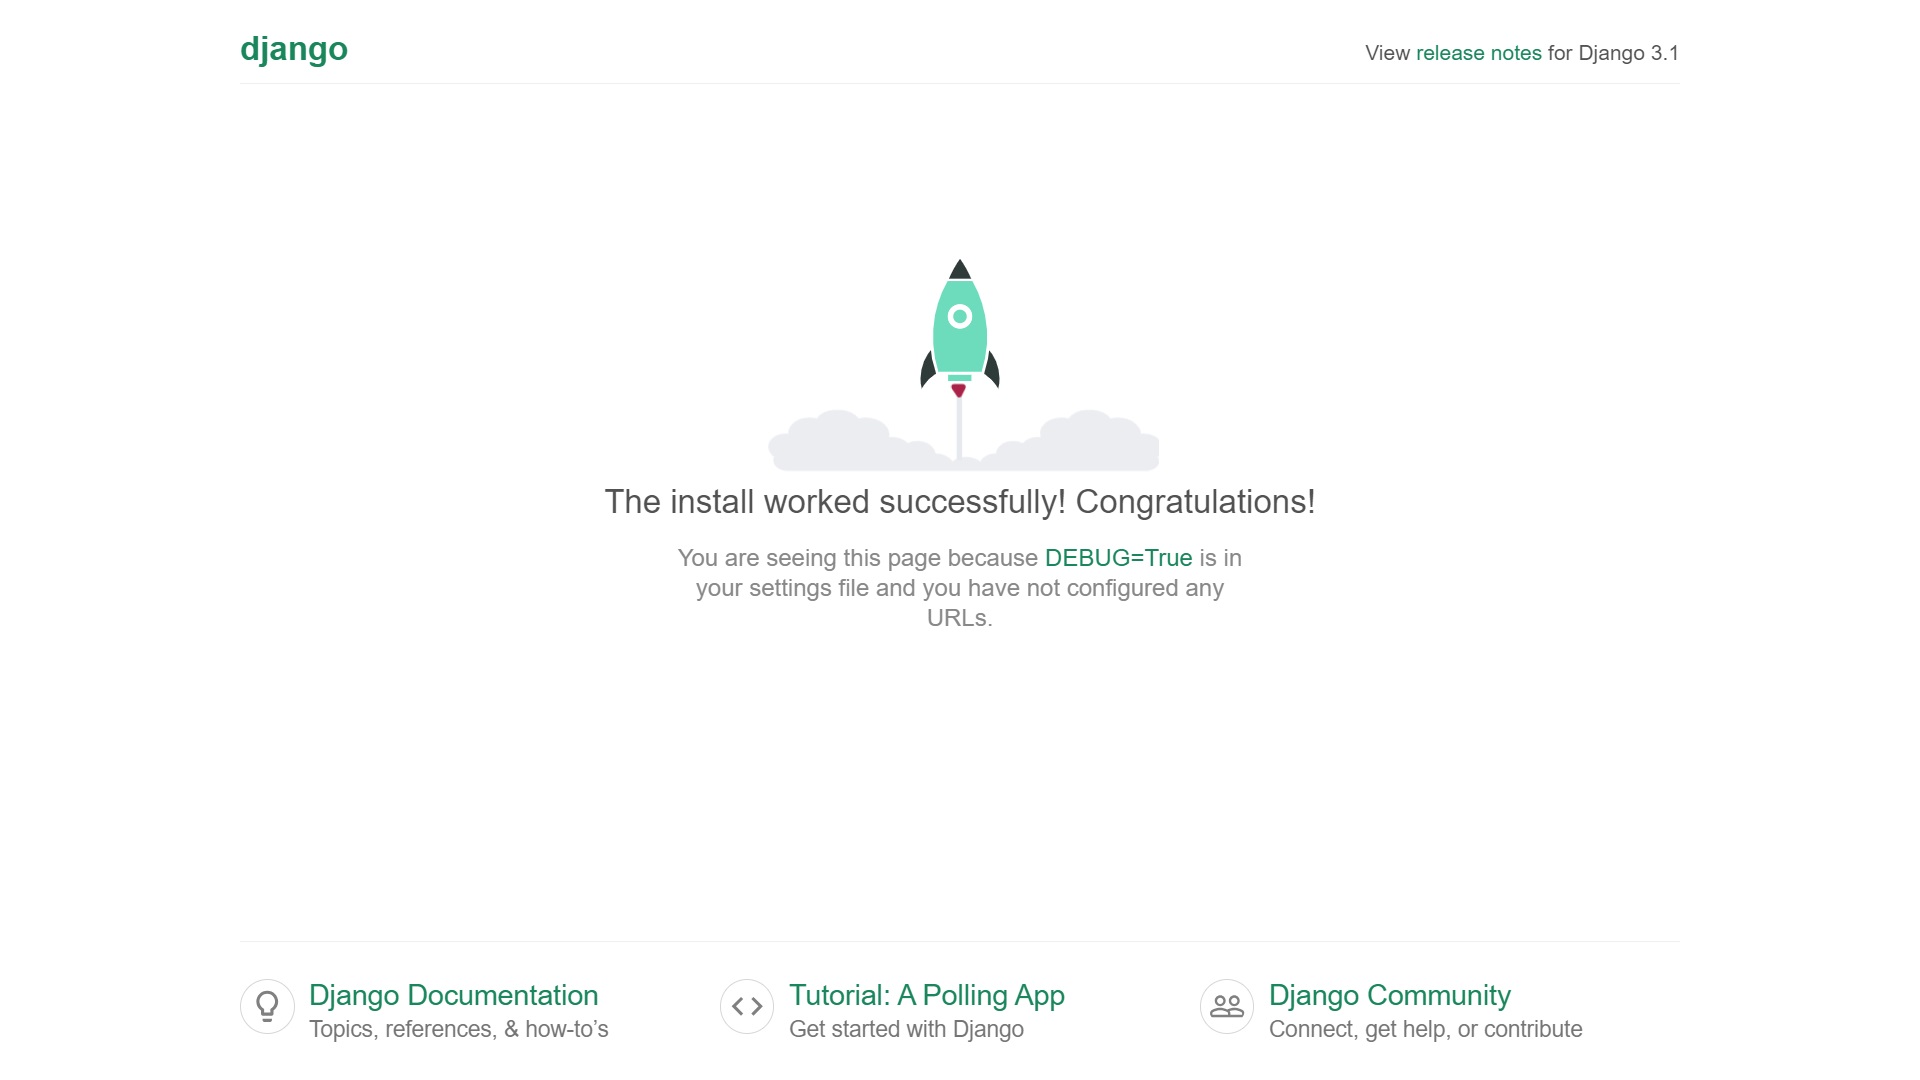 django
View release notes for Django 3.1
The install worked successfully! Congratulations!
You are seeing this page because DEBUG=True is in
your settings file and you have not configured any
URLs.
Django Documentation
Topics, references, & how-to’s
Tutorial: A Polling App
Get started with Django
Django Community
Connect, get help, or contribute